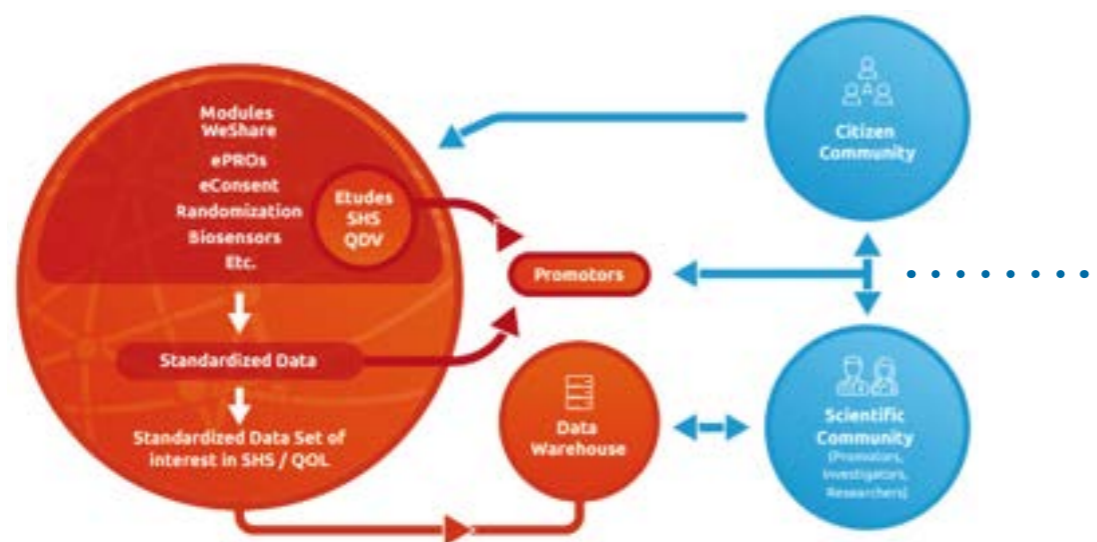 Modules
WeShare
ePROs
eConsent
Randomization
Biosensors
Etc.
Etudes
SHS
QDV
Standardized Data
Standardized Data Set of
interest in SHS / QOL
Promotors
Data
Warehouse
Citizen
Community
Scientific
Community
(Promotors,
Investigators,
Researchers)